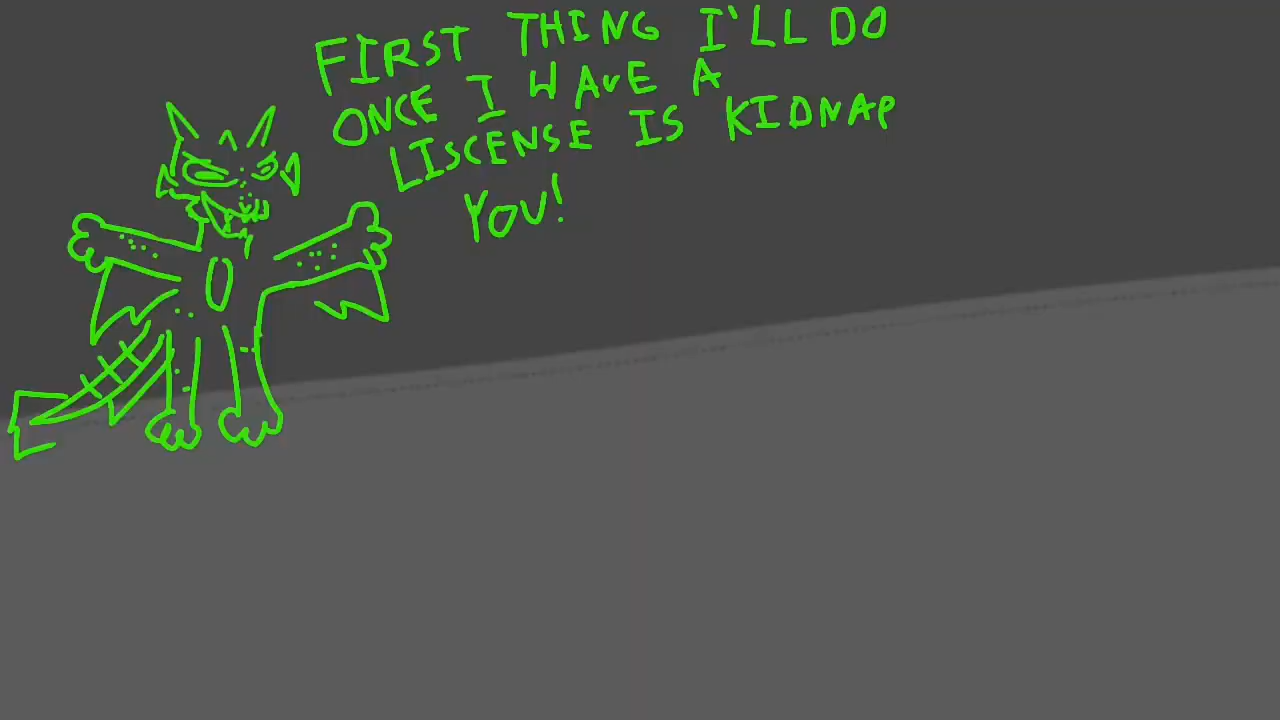 FIRST THING I'LL DO
ONCE I HAVE A
LISCENSE IS KIDNAP
YOU!